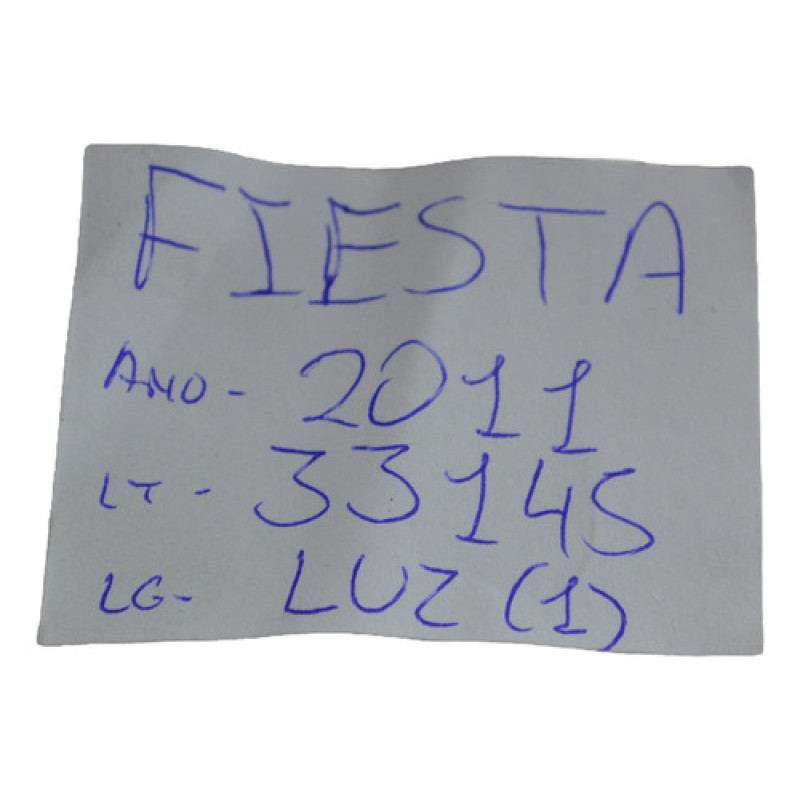 FIESTA
ANO - 2011
LT - 33145
LG - LUZ (1)